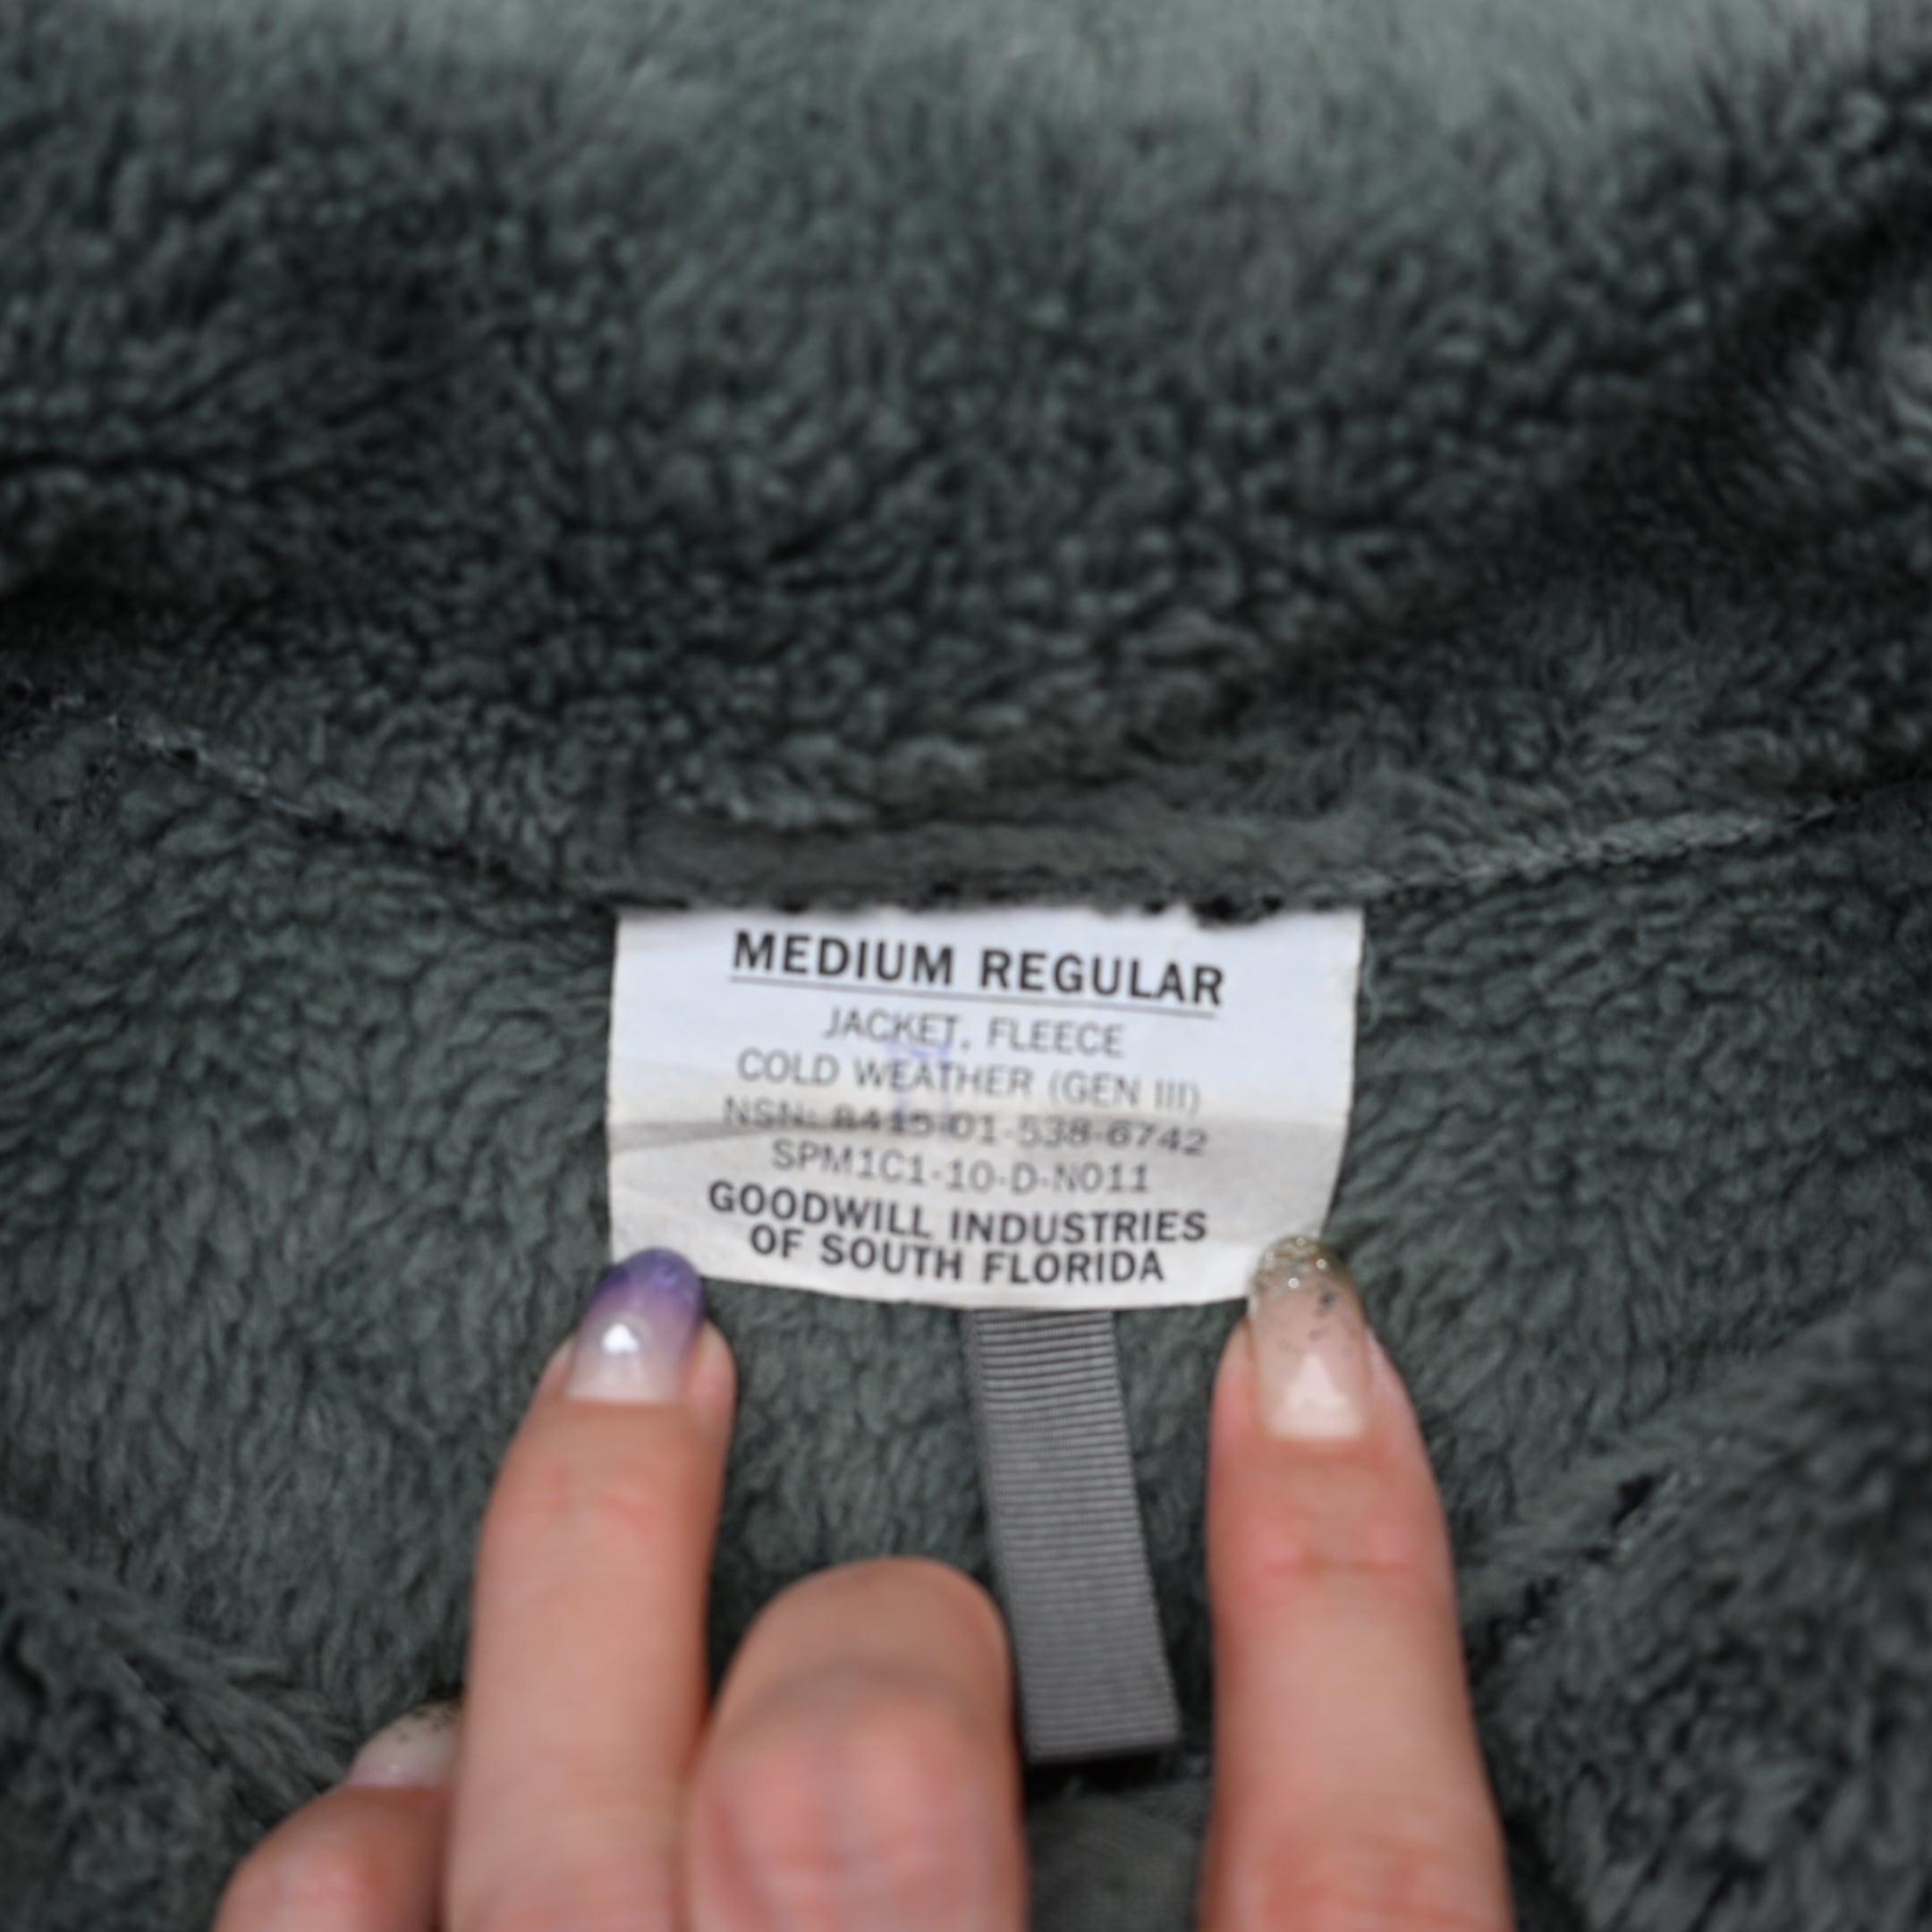 MEDIUM REGULAR
JACKET, FLEECE
COLD WEATHER (GEN III)
NSN: 8415-01-538-6742
SPM1C1-10-D-N011
GOODWILL INDUSTRIES
OF SOUTH FLORIDA